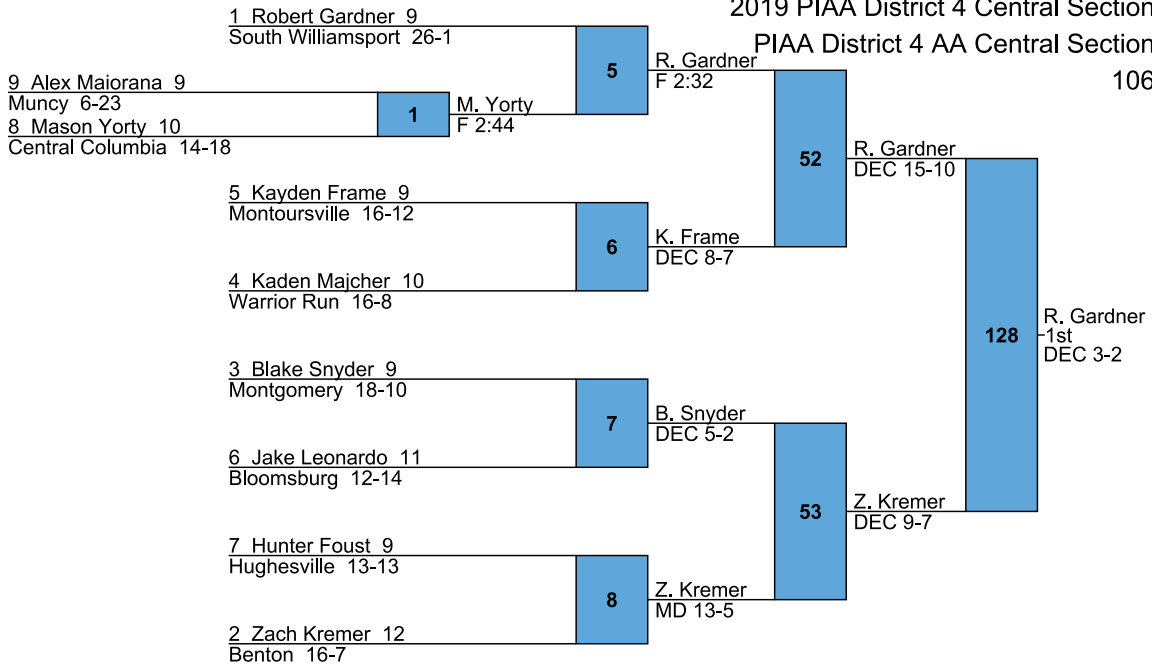 2019 PIAA District 4 Central Section
PIAA District 4 AA Central Section
106
1 Robert Gardner 9
South Williamsport 26-1
9 Alex Maiorana 9
Muncy 6-23
8 Mason Yorty 10
Central Columbia 14-18
1
M. Yorty
F 2:44
5
R. Gardner
F 2:32
5 Kayden Frame 9
Montoursville 16-12
4 Kaden Majcher 10
Warrior Run 16-8
6
K. Frame
DEC 8-7
52
R. Gardner
DEC 15-10
3 Blake Snyder 9
Montgomery 18-10
6 Jake Leonardo 11
Bloomsburg 12-14
7
B. Snyder
DEC 5-2
7 Hunter Foust 9
Hughesville 13-13
2 Zach Kremer 12
Benton 16-7
8
Z. Kremer
MD 13-5
53
Z. Kremer
DEC 9-7
128
R. Gardner
1st
DEC 3-2